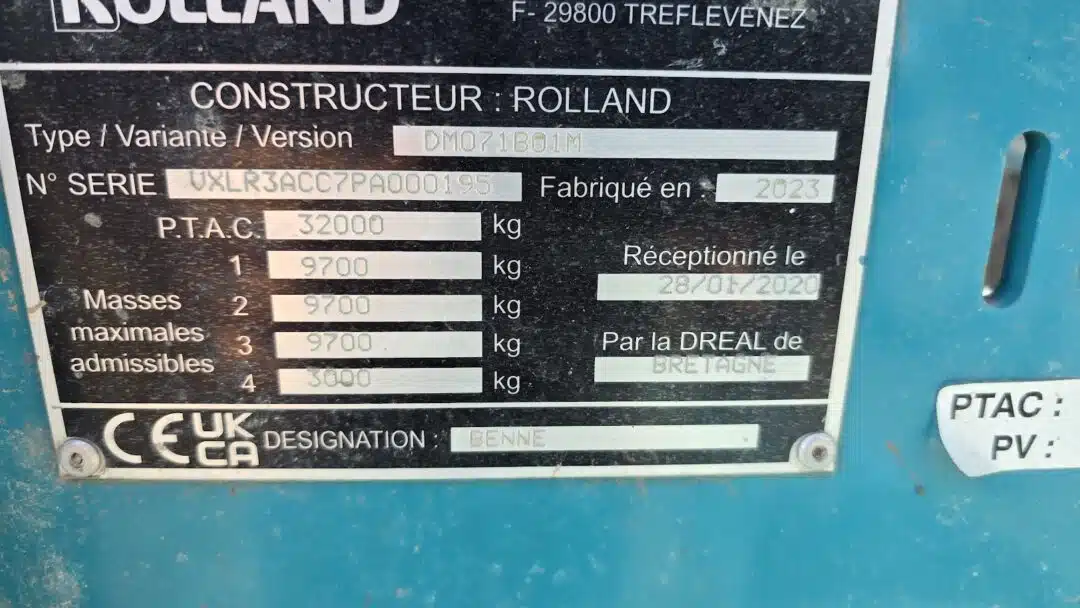 ROLLAND
F- 29800 TREFLEVENEZ
CONSTRUCTEUR : ROLLAND
Type / Variante / Version DM071B01M
N° SERIE VXLR3ACC7PA000195 Fabriqué en : 2023
P.T.A.C. 32000 kg
1 9700 kg
Réceptionné le
Masses 2 9700 kg
28/01/2020
maximales 3 9700 kg
Par la DREAL de
admissibles 4 3000 kg
BRETAGNE
CE UKCA DESIGNATION : BENNE
PTAC :
PV :